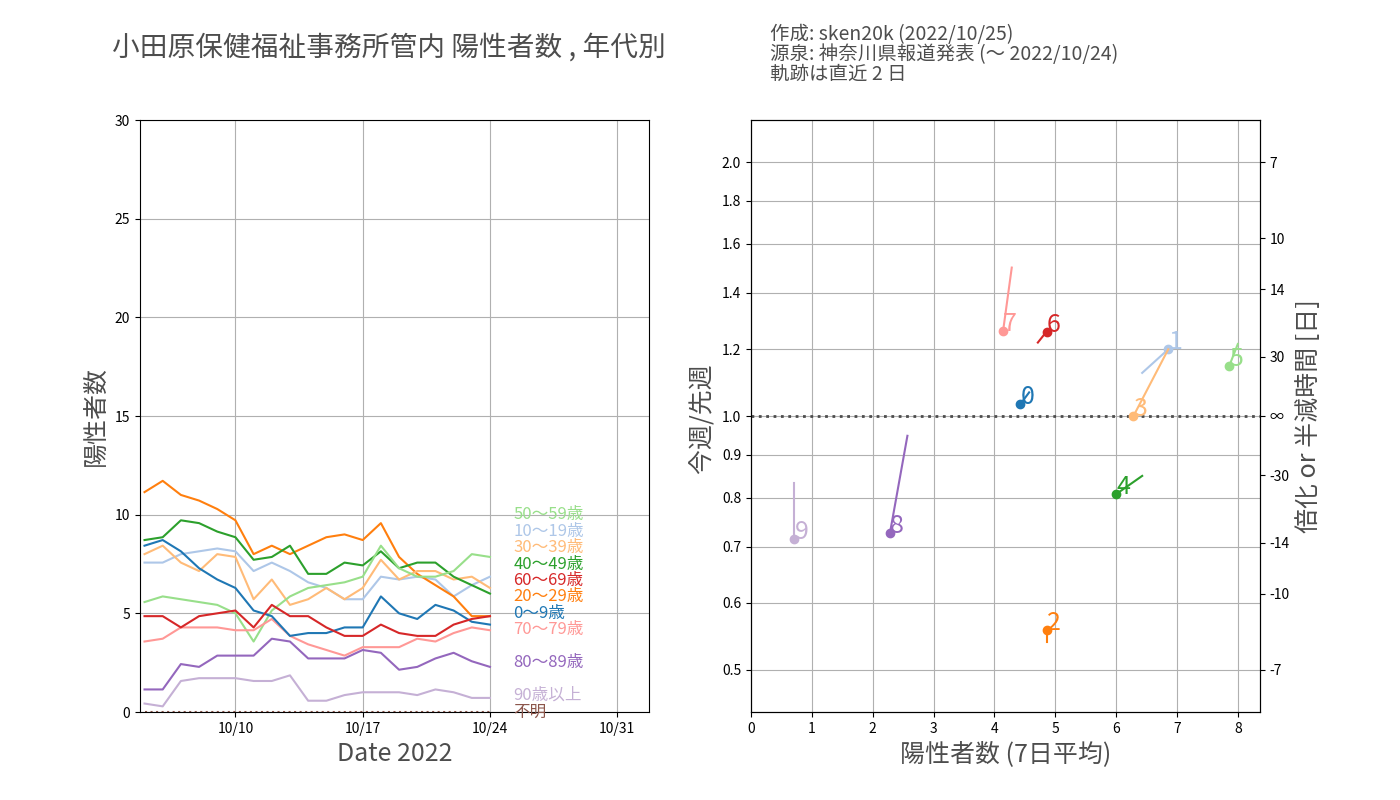 小田原保健福祉事務所管内 陽性者数 , 年代別
作成: sken20k (2022/10/25)
源泉: 神奈川県報道発表 (〜 2022/10/24)
軌跡は直近 2 日
30
25
20
15
10
5
0
陽性者数
10/10
10/17
10/24
10/31
Date 2022
50〜59歳
10〜19歳
30〜39歳
40〜49歳
60〜69歳
20〜29歳
0〜9歳
70〜79歳
80〜89歳
90歳以上
不明
2.0
1.8
1.6
1.4
1.2
1.0
0.9
0.8
0.7
0.6
0.5
今週/先週
7
6
1
5
0
3
4
8
9
2
0
1
2
3
4
5
6
7
8
陽性者数 (7日平均)
7
10
14
30
∞
-30
-14
-10
-7
倍化 or 半減時間 [日]